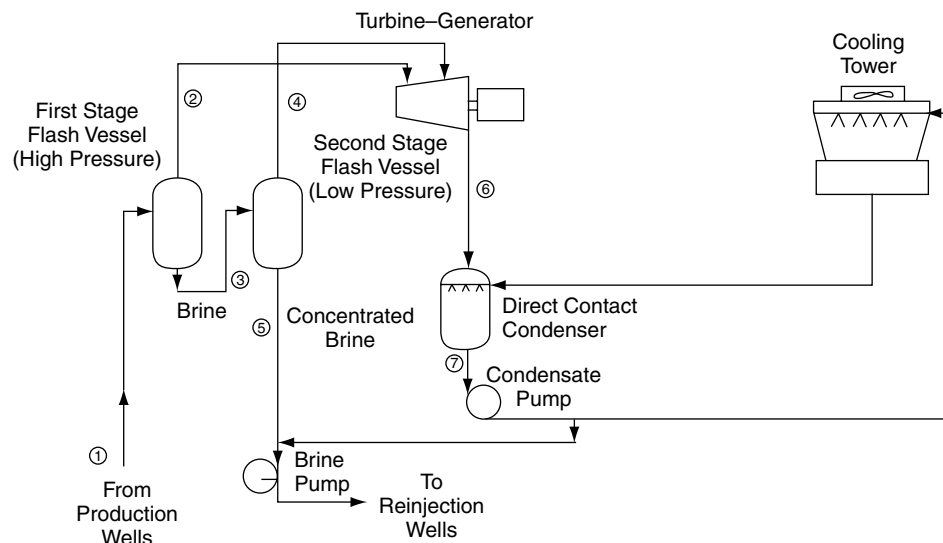 Turbine–Generator
Cooling
Tower
②
④
First Stage
Flash Vessel
(High Pressure)
Second Stage
Flash Vessel
(Low Pressure)
⑥
③
Brine
⑤
Concentrated
Brine
Direct Contact
Condenser
⑦
Condensate
Pump
①
From
Production
Wells
Brine
Pump
To
Reinjection
Wells